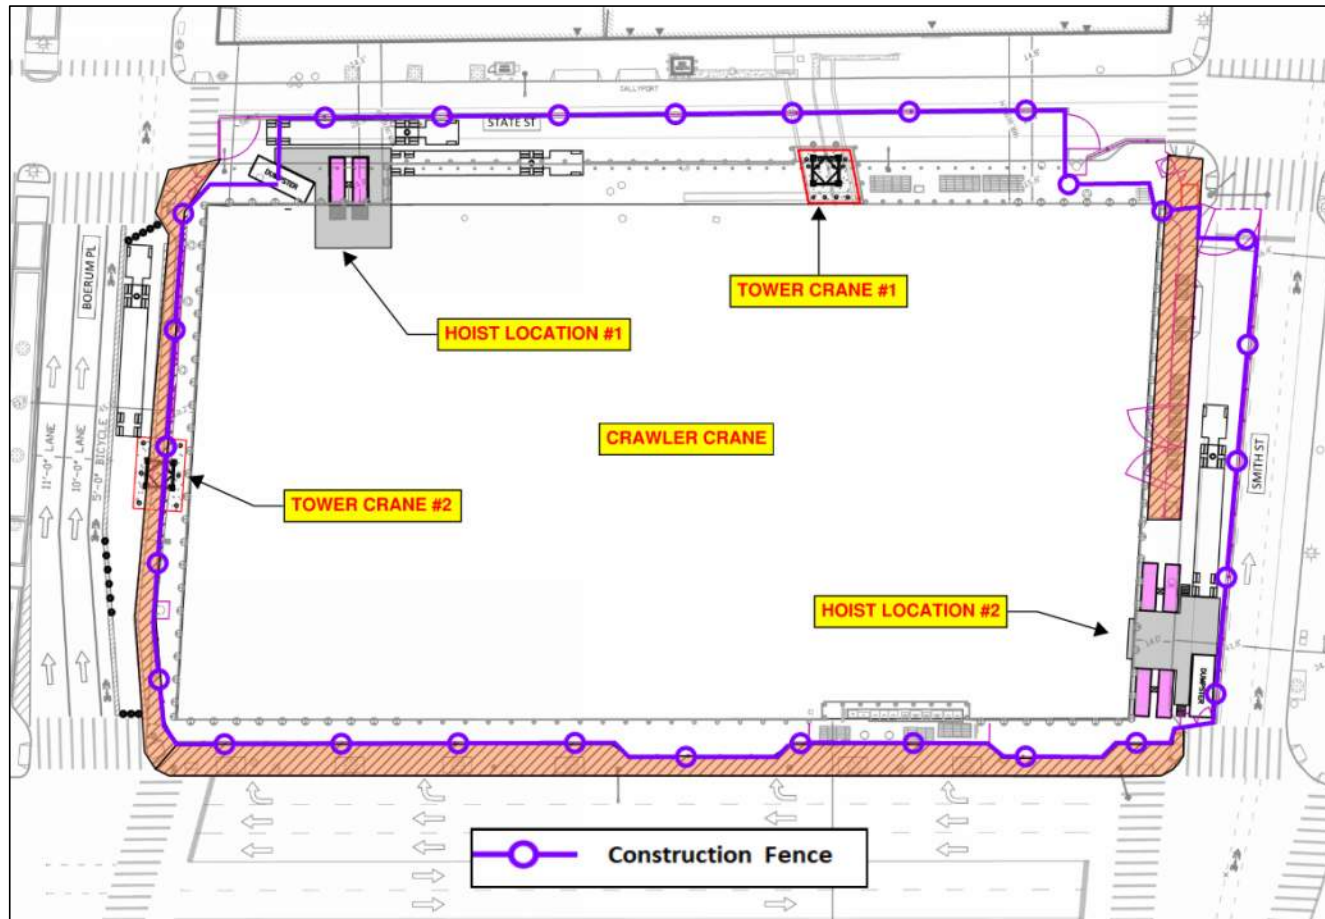 SALLYPORT
STATE ST
DUMPSTER
BOERUM PL
TOWER CRANE #1
HOIST LOCATION #1
CRAWLER CRANE
11'-0" LANE
10'-0" LANE
5'-0" BICYCLE
TOWER CRANE #2
SMITH ST
HOIST LOCATION #2
DUMPSTER
Construction Fence